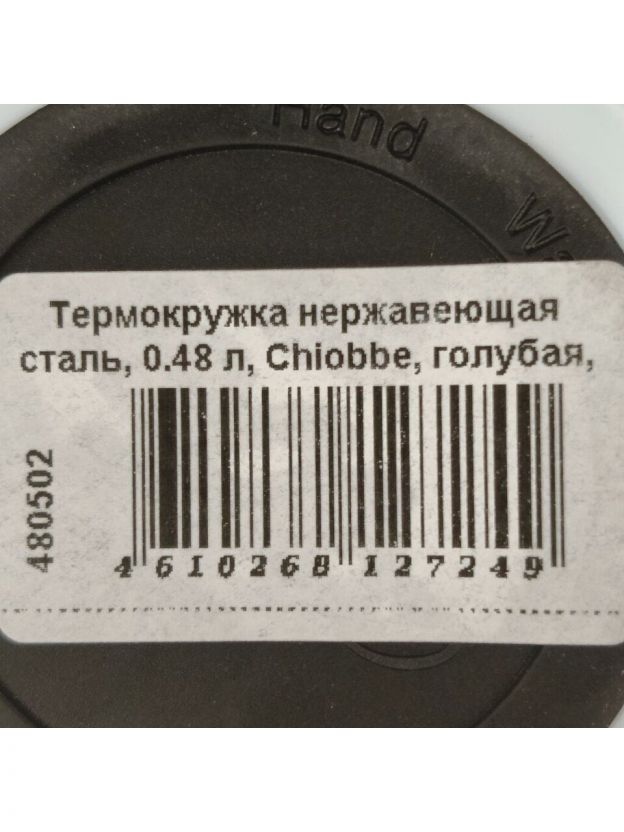 Hand
Термокружка нержавеющая
сталь, 0.48 л, Chiobbe, голубая,
480502
4 610268 127249